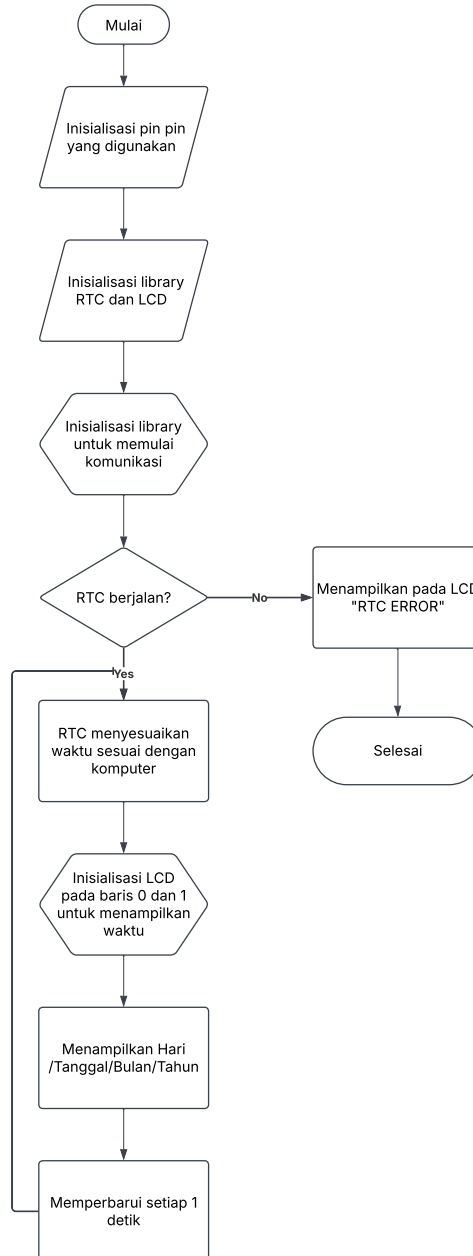 Mulai
Inisialisasi pin pin
yang digunakan
Inisialisasi library
RTC dan LCD
Inisialisasi library
untuk memulai
komunikasi
RTC berjalan?
No
Menampilkan pada LCD
"RTC ERROR"
Yes
Selesai
RTC menyesuaikan
waktu sesuai dengan
komputer
Inisialisasi LCD
pada baris 0 dan 1
untuk menampilkan
waktu
Menampilkan Hari
/Tanggal/Bulan/Tahun
Memperbarui setiap 1
detik